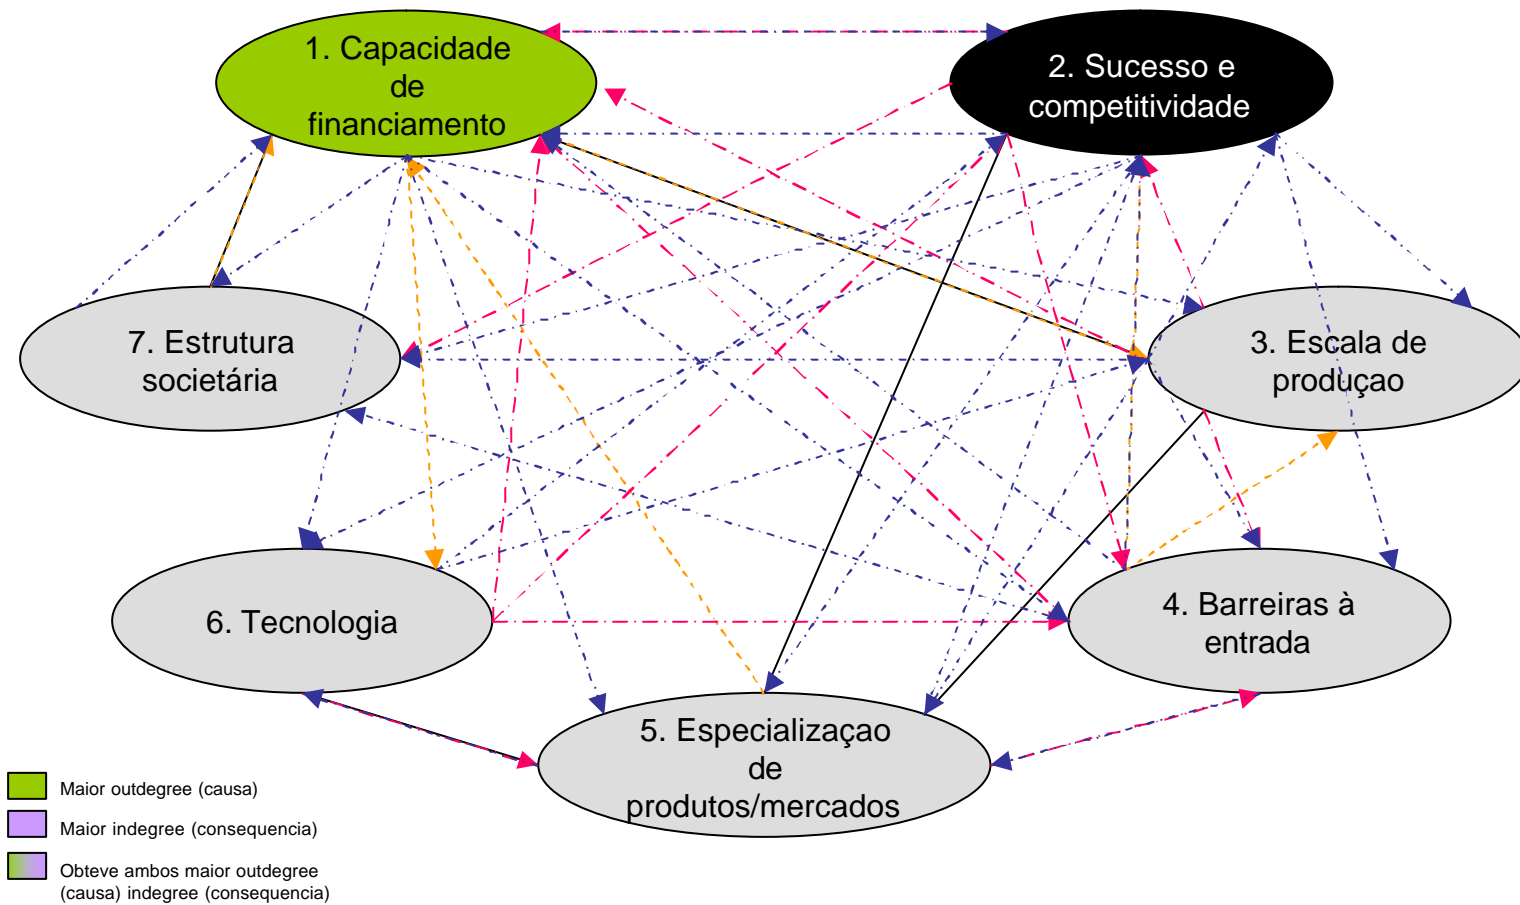 1. Capacidade
de
financiamento
2. Sucesso e
competitividade
7. Estrutura
societária
3. Escala de
produçao
6. Tecnologia
4. Barreiras à
entrada
5. Especializaçao
de
produtos/mercados
Maior outdegree (causa)
Maior indegree (consequencia)
Obteve ambos maior outdegree
(causa) indegree (consequencia)